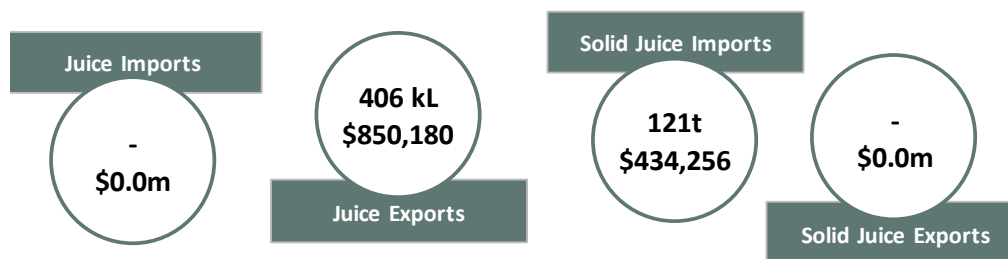 Juice Imports
-
$0.0m
406 kL
$850,180
Juice Exports
Solid Juice Imports
121t
$434,256
-
$0.0m
Solid Juice Exports